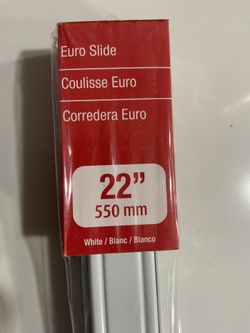 Euro Slide
Coulisse Euro
Corredera Euro
22”
550 mm
White / Blanc / Blanco